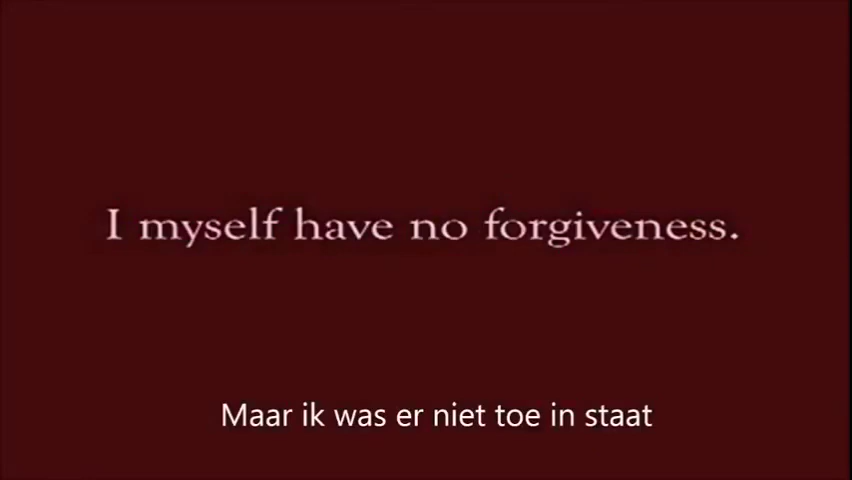 I myself have no forgiveness.
Maar ik was er niet toe in staat